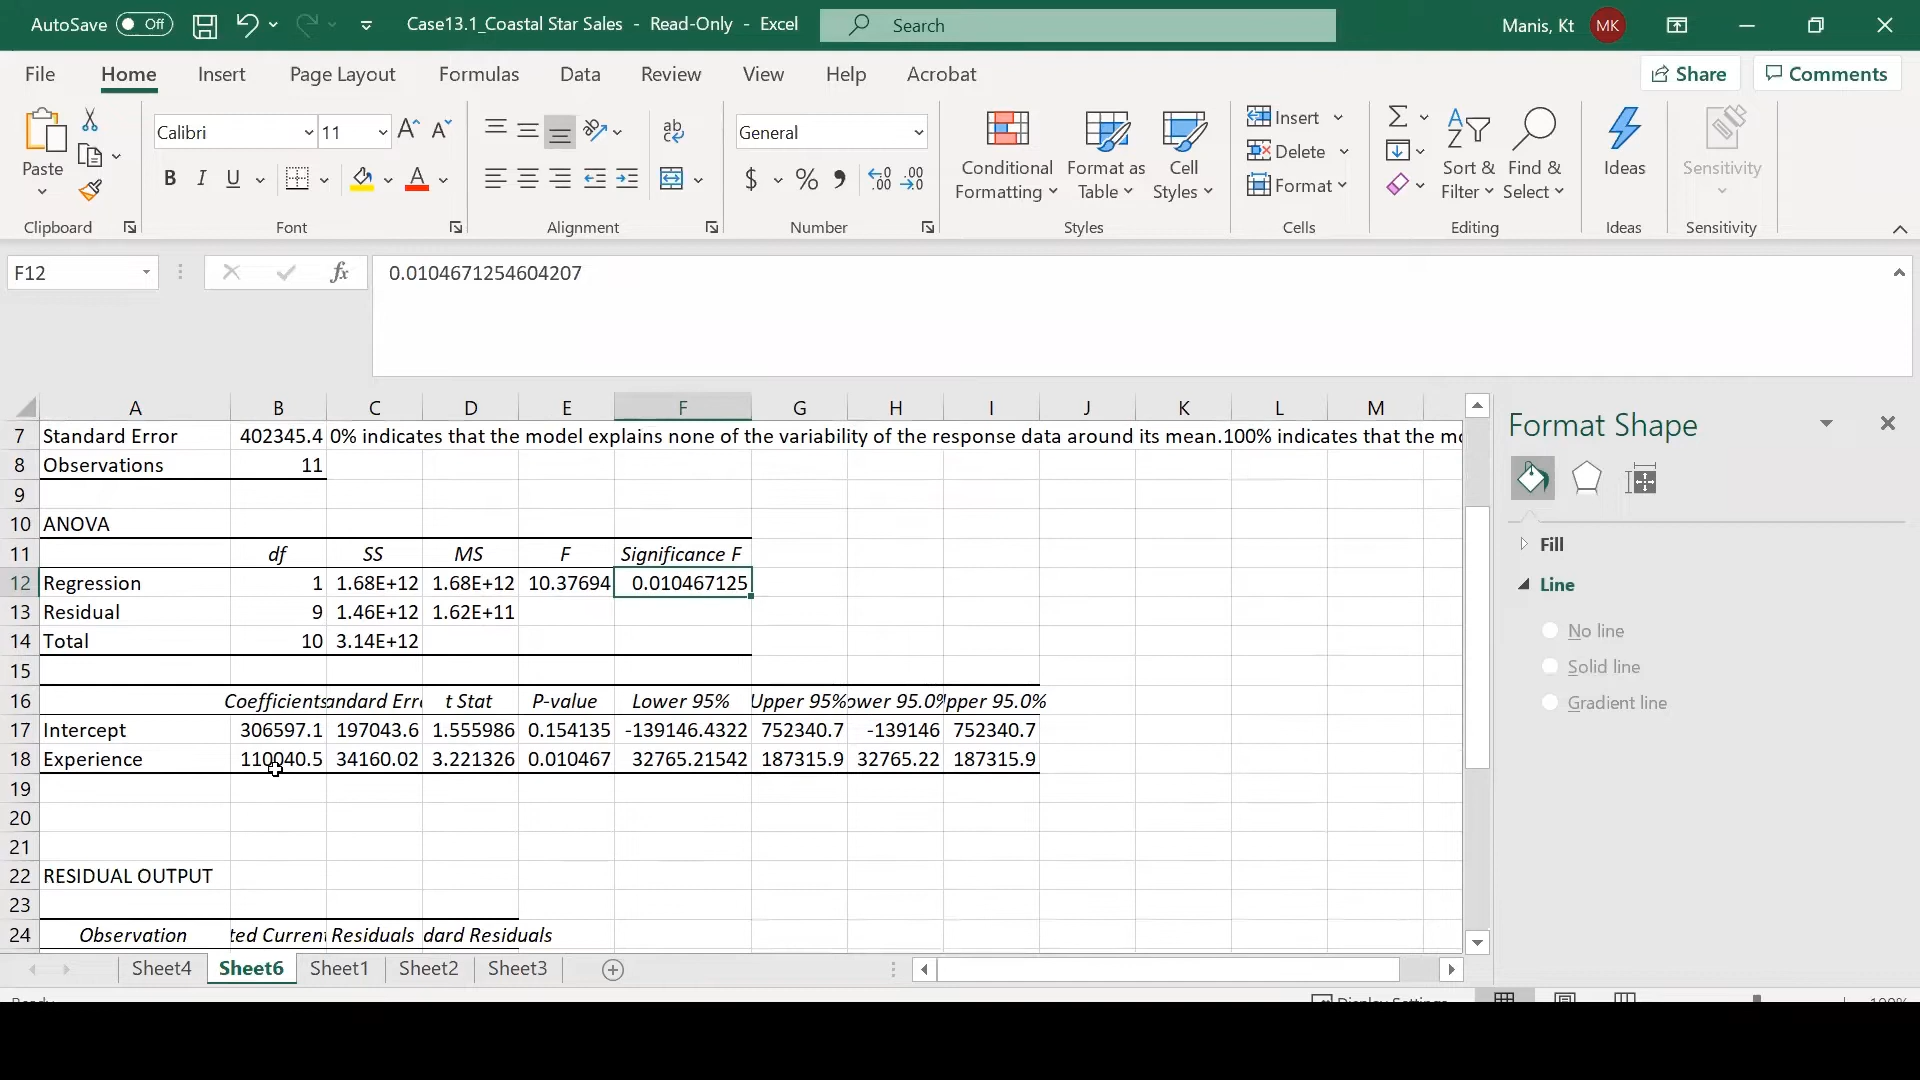 AutoSave Off Case13.1_Coastal Star Sales - Read-Only - Excel Search Manis, Kt MK
File Home Insert Page Layout Formulas Data Review View Help Acrobat Share Comments
Paste Calibri 11 General Conditional Formatting Format as Table Cell Styles Insert Delete Format Sort & Filter Find & Select Ideas Sensitivity
Clipboard Font Alignment Number Styles Cells Editing Ideas Sensitivity
F12 fx 0.0104671254604207
A B C D E F G H I J K L M
7 Standard Error 402345.4 0% indicates that the model explains none of the variability of the response data around its mean.100% indicates that the
8 Observations 11
9
10 ANOVA
11 df SS MS F Significance F
12 Regression 1 1.68E+12 1.68E+12 10.37694 0.010467125
13 Residual 9 1.46E+12 1.62E+11
14 Total 10 3.14E+12
15
16 Coefficients andard Erro t Stat P-value Lower 95% Upper 95% ower 95.0% pper 95.0%
17 Intercept 306597.1 197043.6 1.555986 0.154135 -139146.4322 752340.7 -139146 752340.7
18 Experience 110040.5 34160.02 3.221326 0.010467 32765.21542 187315.9 32765.22 187315.9
19
20
21
22 RESIDUAL OUTPUT
23
24 Observation ted Current Residuals dard Residuals
Sheet4 Sheet6 Sheet1 Sheet2 Sheet3
Format Shape
Fill
Line
No line
Solid line
Gradient line